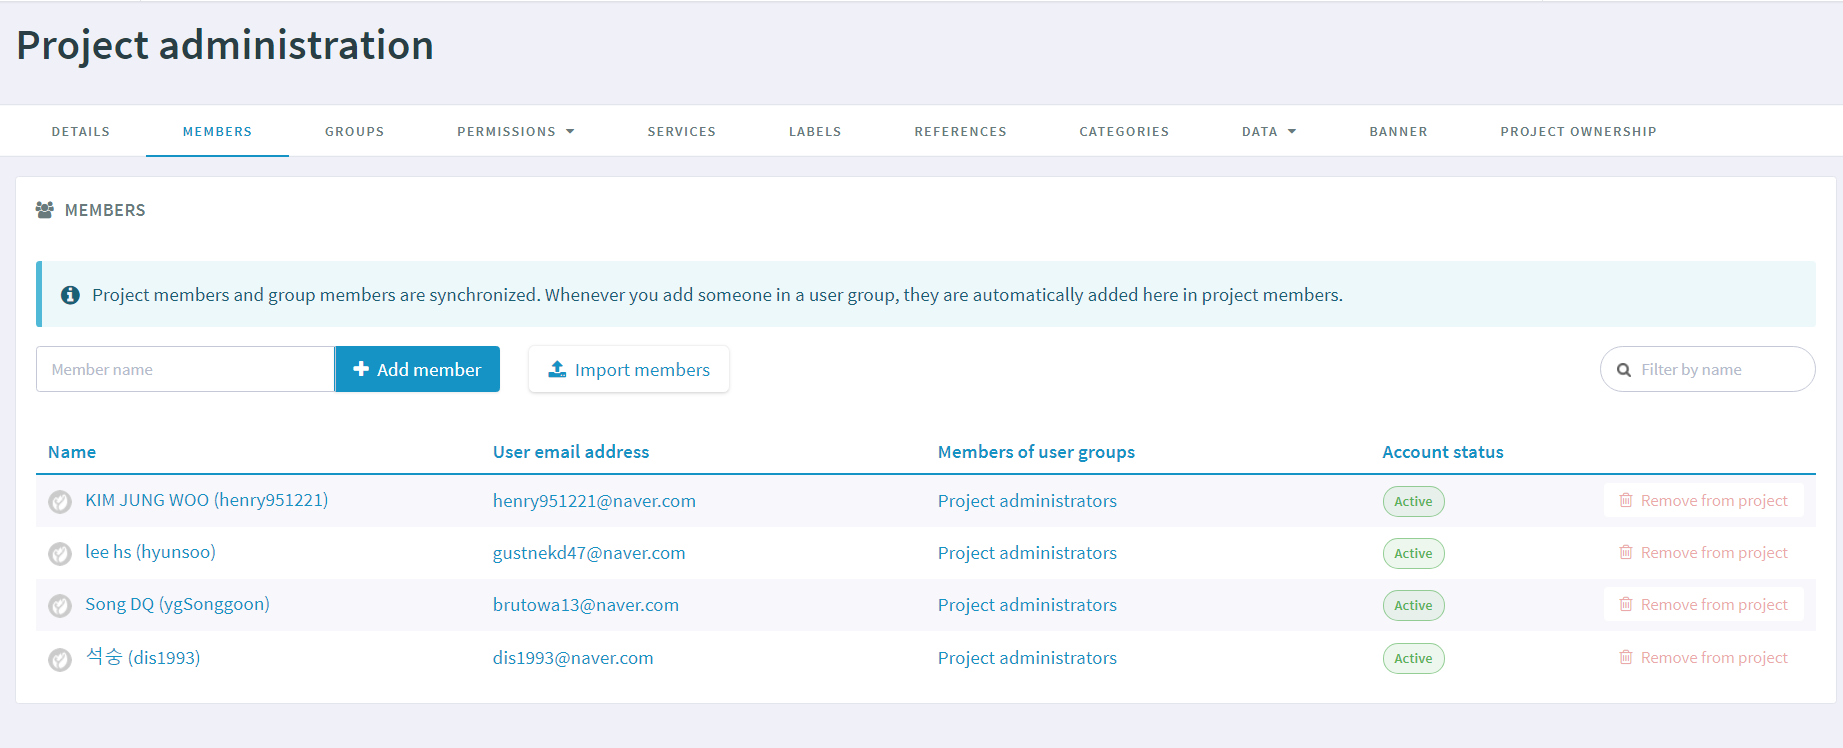 Project administration
DETAILS MEMBERS GROUPS PERMISSIONS SERVICES LABELS REFERENCES CATEGORIES DATA BANNER PROJECT OWNERSHIP
MEMBERS
Project members and group members are synchronized. Whenever you add someone in a user group, they are automatically added here in project members.
Member name Add member Import members Filter by name
Name User email address Members of user groups Account status
KIM JUNG WOO (henry951221) henry951221@naver.com Project administrators Active Remove from project
lee hs (hyunsoo) gustnekd47@naver.com Project administrators Active Remove from project
Song DQ (ygSonggoon) brutowa13@naver.com Project administrators Active Remove from project
석숭 (dis1993) dis1993@naver.com Project administrators Active Remove from project